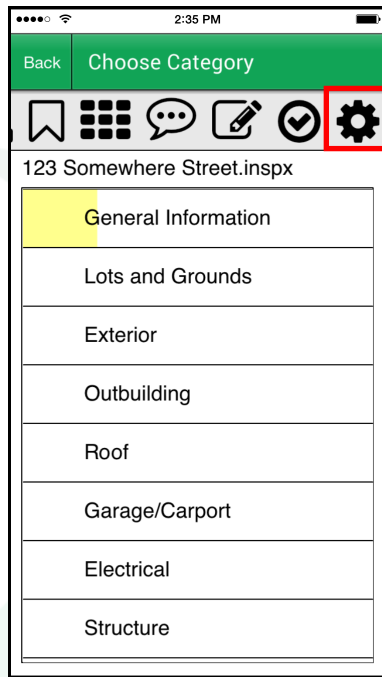 2:35 PM
Back Choose Category
123 Somewhere Street.inspx
General Information
Lots and Grounds
Exterior
Outbuilding
Roof
Garage/Carport
Electrical
Structure